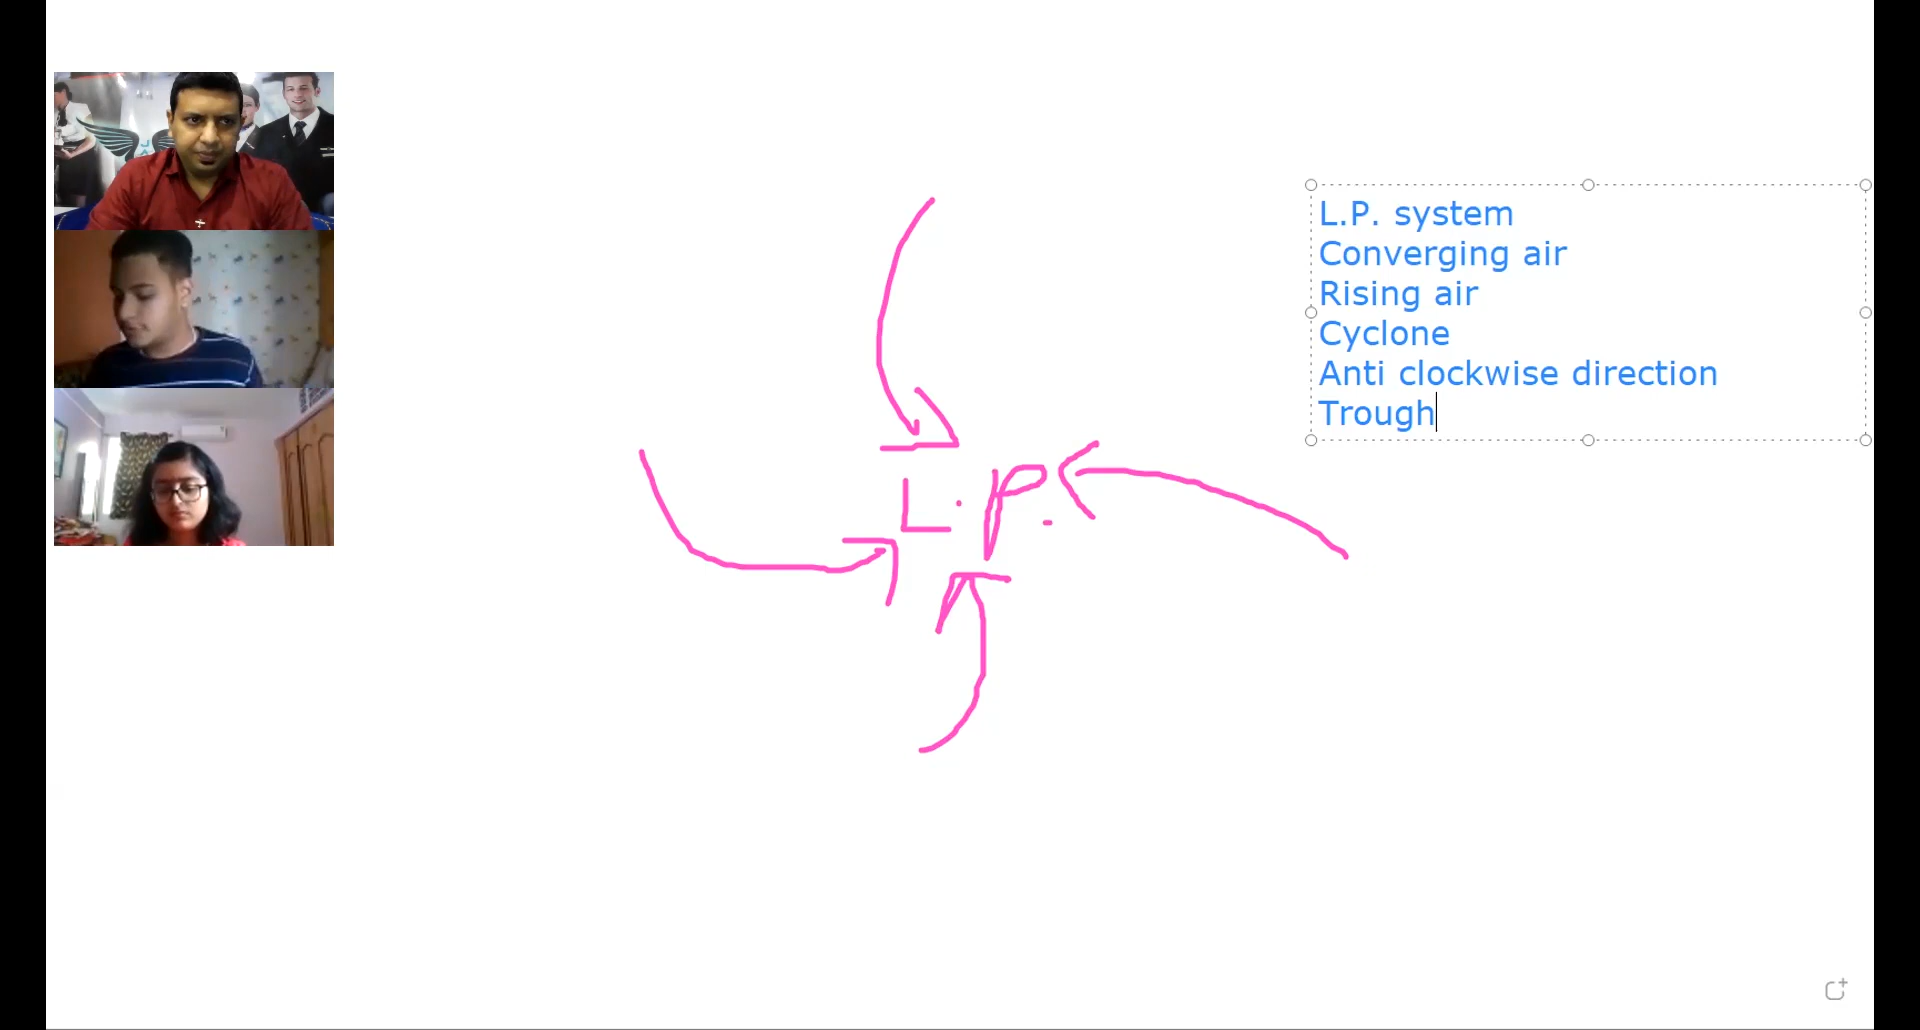 L.P. system
Converging air
Rising air
Cyclone
Anti clockwise direction
Trough
L.P.